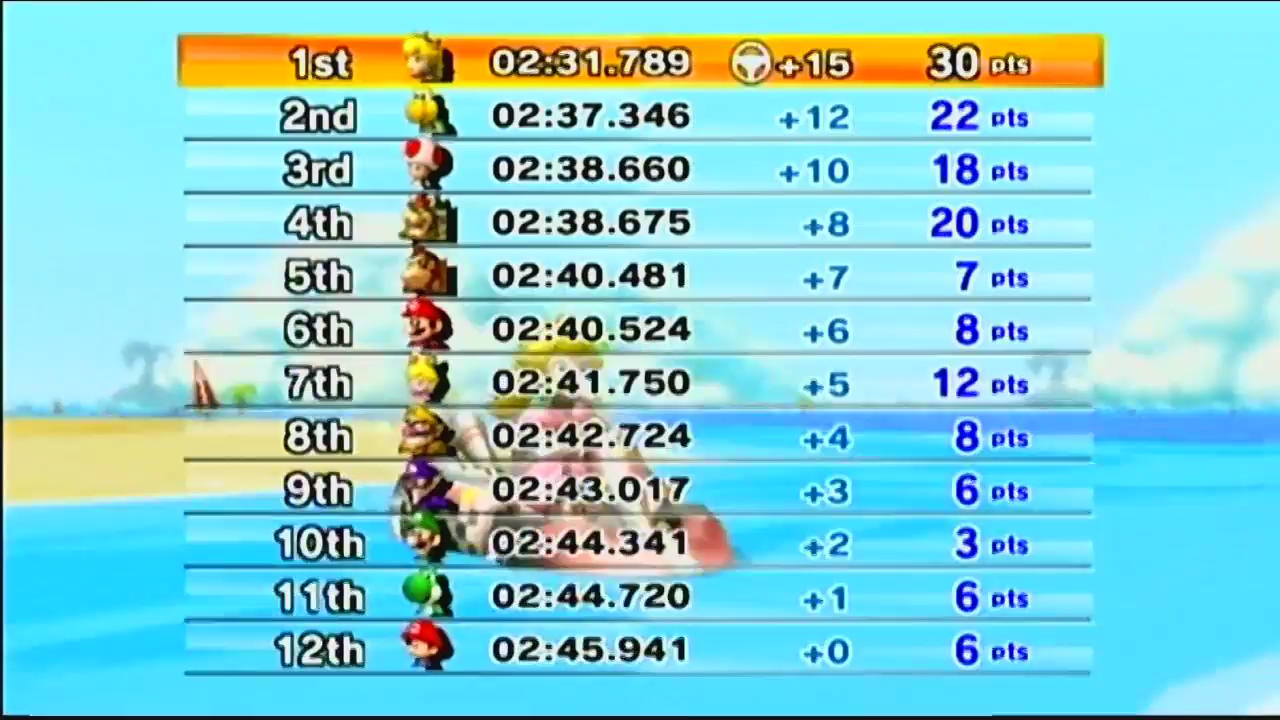 1st 02:31.789 +15 30 pts
2nd 02:37.346 +12 22 pts
3rd 02:38.660 +10 18 pts
4th 02:38.675 +8 20 pts
5th 02:40.481 +7 7 pts
6th 02:40.524 +6 8 pts
7th 02:41.750 +5 12 pts
8th 02:42.724 +4 8 pts
9th 02:43.017 +3 6 pts
10th 02:44.341 +2 3 pts
11th 02:44.720 +1 6 pts
12th 02:45.941 +0 6 pts